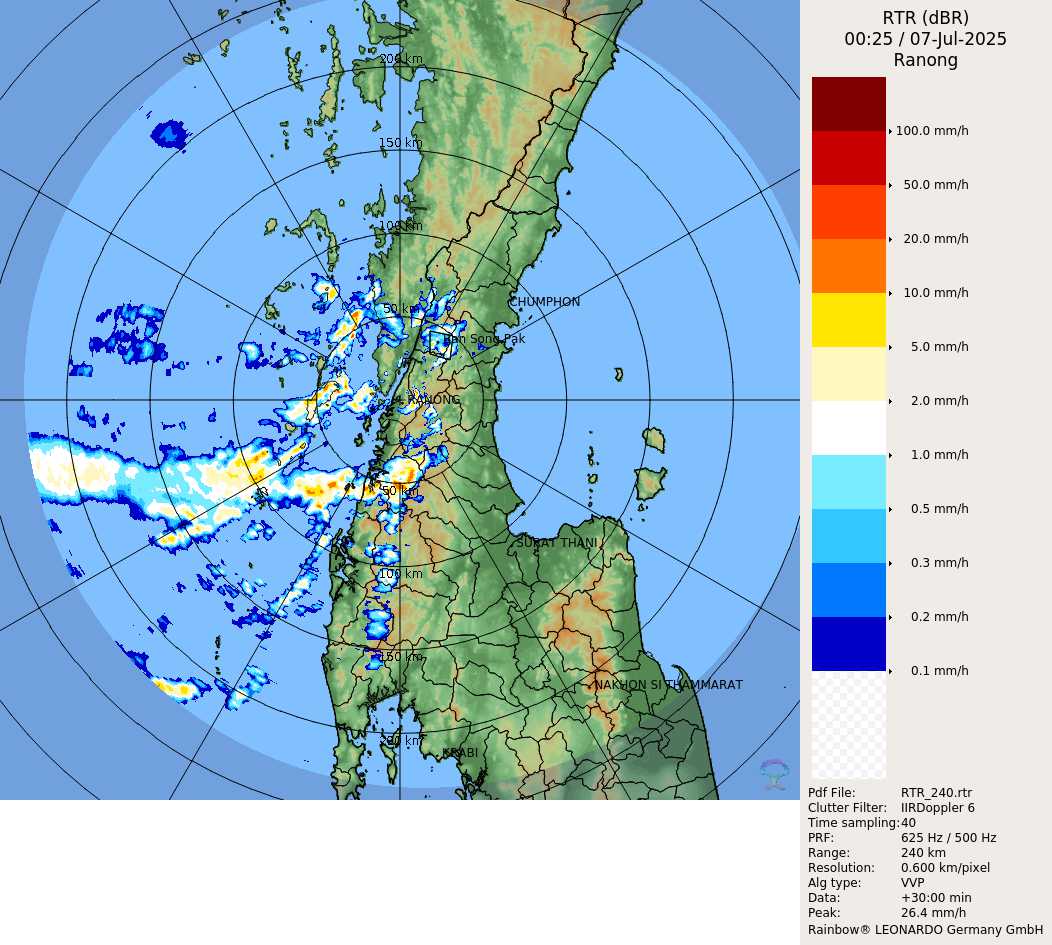 RTR (dBR)
00:25 / 07-Jul-2025
Ranong
200 km
150 km
100 km
50 km
CHUMPHON
Ban Song Pak
RANONG
50 km
SURAT THANI
100 km
150 km
NAKHON SI THAMMARAT
200 km
KRABI
100.0 mm/h
50.0 mm/h
20.0 mm/h
10.0 mm/h
5.0 mm/h
2.0 mm/h
1.0 mm/h
0.5 mm/h
0.3 mm/h
0.2 mm/h
0.1 mm/h
Pdf File: RTR_240.rtr
Clutter Filter: IIRDoppler 6
Time sampling: 40
PRF: 625 Hz / 500 Hz
Range: 240 km
Resolution: 0.600 km/pixel
Alg type: VVP
Data: +30:00 min
Peak: 26.4 mm/h
Rainbow® LEONARDO Germany GmbH